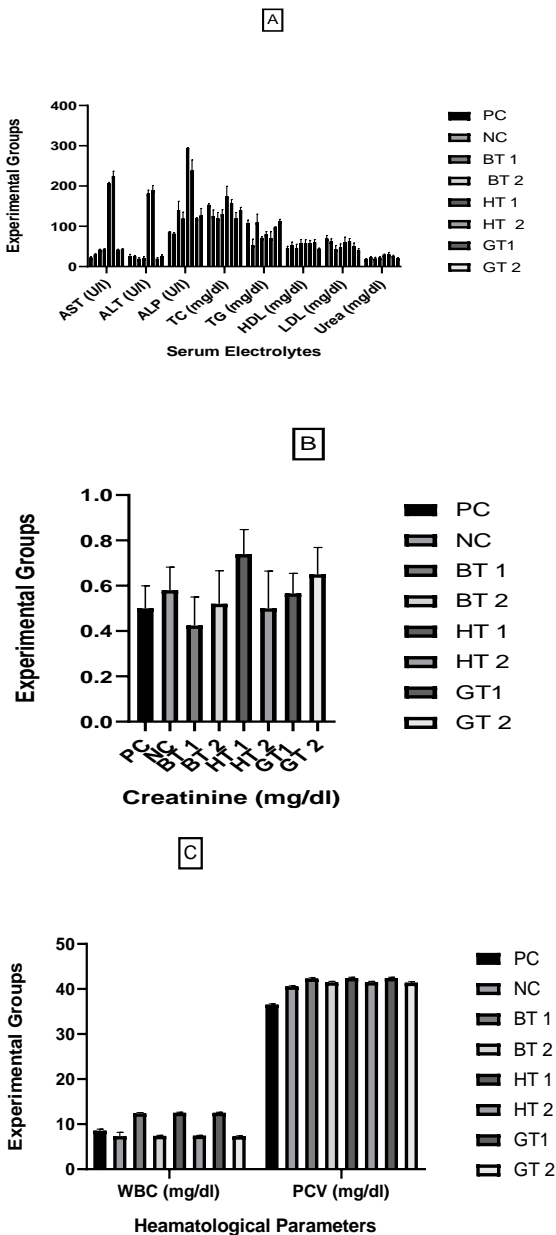 A
Experimental Groups
400
300
200
100
0
AST (U/l)
ALT (U/l)
ALP (U/l)
TC (mg/dl)
TG (mg/dl)
HDL (mg/dl)
LDL (mg/dl)
Urea (mg/dl)
Serum Electrolytes
PC
NC
BT 1
BT 2
HT 1
HT 2
GT1
GT 2
B
Experimental Groups
1.0
0.8
0.6
0.4
0.2
0.0
PC
NC
BT 1
BT 2
HT 1
HT 2
GT1
GT 2
Creatinine (mg/dl)
PC
NC
BT 1
BT 2
HT 1
HT 2
GT1
GT 2
C
Experimental Groups
50
40
30
20
10
0
WBC (mg/dl)
PCV (mg/dl)
Heamatological Parameters
PC
NC
BT 1
BT 2
HT 1
HT 2
GT1
GT 2